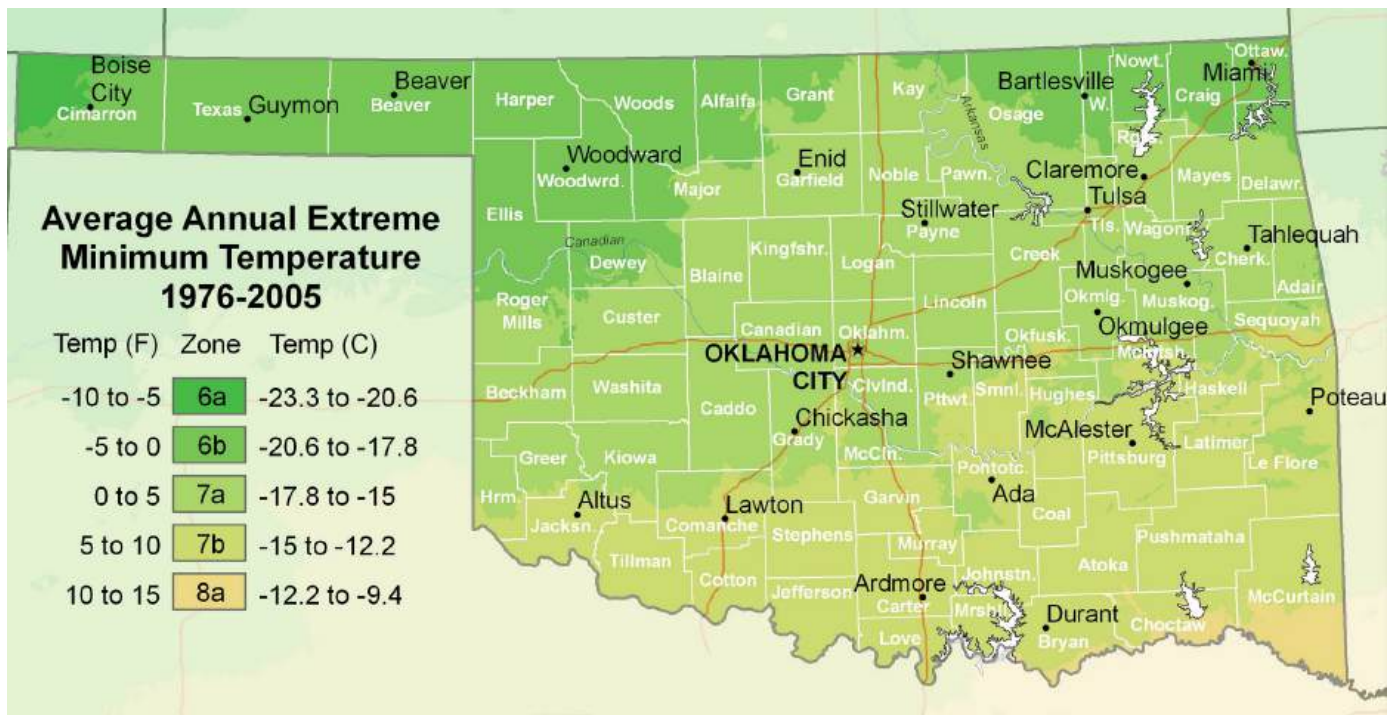 Boise
City
Cimarron
Texas
Guymon
Beaver
Beaver
Harper
Woods
Alfalfa
Grant
Kay
Osage
Arkansas
Bartlesville
W.
Nowt.
Craig
Ottaw.
Miami
Woodward
Woodwrd.
Ellis
Major
Enid
Garfield
Noble
Pawn.
Rg
Claremore
Tulsa
Tls.
Mayes
Delawr.
Stillwater
Payne
Canadian
Dewey
Blaine
Kingfshr.
Logan
Creek
Wagonr.
Tahlequah
Cherk.
Adair
Muskogee
Muskog.
Roger
Mills
Custer
Canadian
Oklahm.
Lincoln
Okfusk.
Okmlg.
Okmulgee
Sequoyah
OKLAHOMA
CITY
Shawnee
McIntsh.
Beckham
Washita
Caddo
Chickasha
Grady
Clvlnd.
Pttwt.
Smnl.
Hughes
Haskell
Poteau
McAlester
Pittsburg
Latimer
Le Flore
Greer
Kiowa
McCln.
Pontotc.
Ada
Hrm.
Altus
Jacksn.
Lawton
Comanche
Garvin
Coal
Tillman
Stephens
Murray
Johnstn.
Atoka
Pushmataha
Cotton
Jefferson
Ardmore
Carter
Mrshll.
Durant
Bryan
Choctaw
McCurtain
Love
Average Annual Extreme
Minimum Temperature
1976-2005
Temp (F) Zone Temp (C)
-10 to -5 6a -23.3 to -20.6
-5 to 0 6b -20.6 to -17.8
0 to 5 7a -17.8 to -15
5 to 10 7b -15 to -12.2
10 to 15 8a -12.2 to -9.4